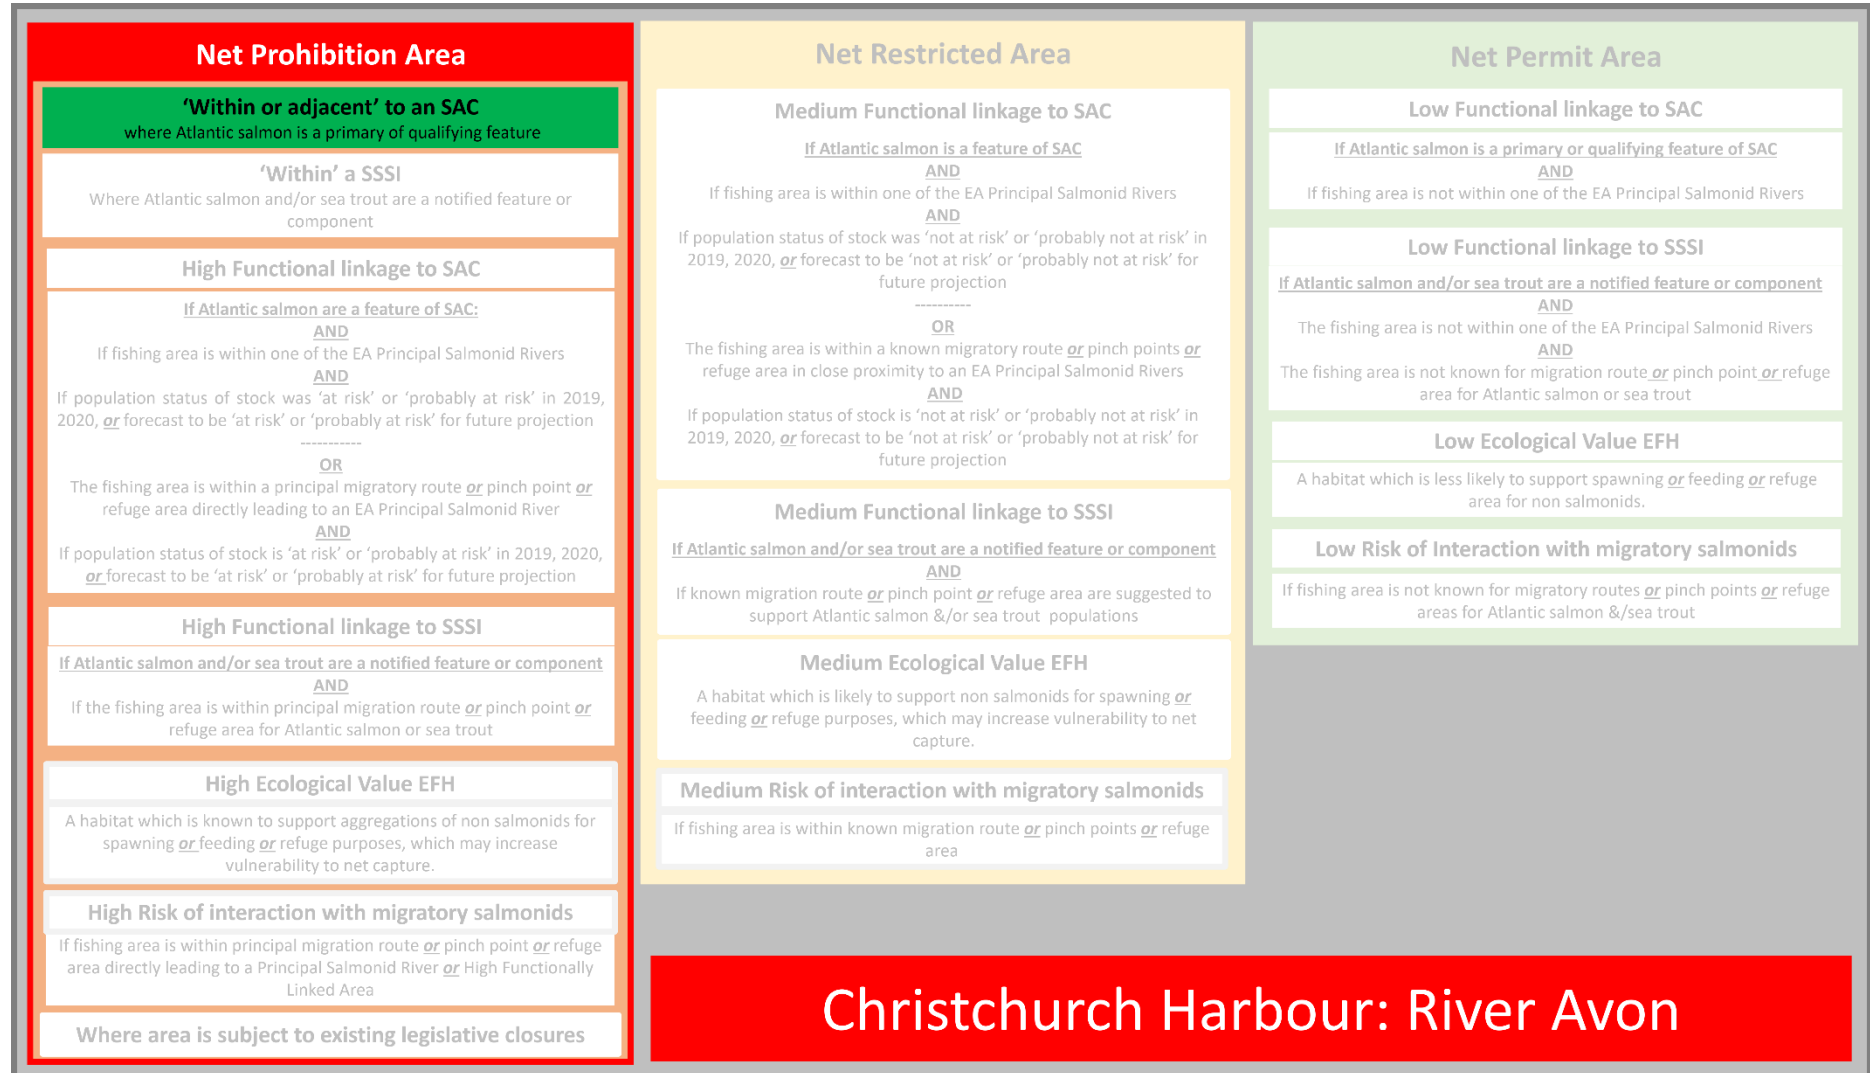 Net Prohibition Area
‘Within or adjacent’ to an SAC
where Atlantic salmon is a primary of qualifying feature
‘Within’ a SSSI
Where Atlantic salmon and/or sea trout are a notified feature or
component
High Functional linkage to SAC
If Atlantic salmon are a feature of SAC:
AND
If fishing area is within one of the EA Principal Salmonid Rivers
AND
If population status of stock was ‘at risk’ or ‘probably at risk’ in 2019,
2020, or forecast to be ‘at risk’ or ‘probably at risk’ for future projection
-----------
OR
The fishing area is within a principal migratory route or pinch point or
refuge area directly leading to an EA Principal Salmonid River
AND
If population status of stock is ‘at risk’ or ‘probably at risk’ in 2019, 2020,
or forecast to be ‘at risk’ or ‘probably at risk’ for future projection
High Functional linkage to SSSI
If Atlantic salmon and/or sea trout are a notified feature or component
AND
If the fishing area is within principal migration route or pinch point or
refuge area for Atlantic salmon or sea trout
High Ecological Value EFH
A habitat which is known to support aggregations of non salmonids for
spawning or feeding or refuge purposes, which may increase
vulnerability to net capture.
High Risk of interaction with migratory salmonids
If fishing area is within principal migration route or pinch point or refuge
area directly leading to a Principal Salmonid River or High Functionally
Linked Area
Where area is subject to existing legislative closures
Net Restricted Area
Medium Functional linkage to SAC
If Atlantic salmon is a feature of SAC
AND
If fishing area is within one of the EA Principal Salmonid Rivers
AND
If population status of stock was ‘not at risk’ or ‘probably not at risk’ in
2019, 2020, or forecast to be ‘not at risk’ or ‘probably not at risk’ for
future projection
----------
OR
The fishing area is within a known migratory route or pinch points or
refuge area in close proximity to an EA Principal Salmonid Rivers
AND
If population status of stock is ‘not at risk’ or ‘probably not at risk’ in
2019, 2020, or forecast to be ‘not at risk’ or ‘probably not at risk’ for
future projection
Medium Functional linkage to SSSI
If Atlantic salmon and/or sea trout are a notified feature or component
AND
If known migration route or pinch point or refuge area are suggested to
support Atlantic salmon &/or sea trout populations
Medium Ecological Value EFH
A habitat which is likely to support non salmonids for spawning or
feeding or refuge purposes, which may increase vulnerability to net
capture.
Medium Risk of interaction with migratory salmonids
If fishing area is within known migration route or pinch points or refuge
area
Net Permit Area
Low Functional linkage to SAC
If Atlantic salmon is a primary or qualifying feature of SAC
AND
If fishing area is not within one of the EA Principal Salmonid Rivers
Low Functional linkage to SSSI
If Atlantic salmon and/or sea trout are a notified feature or component
AND
The fishing area is not within one of the EA Principal Salmonid Rivers
AND
The fishing area is not known for migration route or pinch point or refuge
area for Atlantic salmon or sea trout
Low Ecological Value EFH
A habitat which is less likely to support spawning or feeding or refuge
area for non salmonids.
Low Risk of Interaction with migratory salmonids
If fishing area is not known for migratory routes or pinch points or refuge
areas for Atlantic salmon &/sea trout
Christchurch Harbour: River Avon